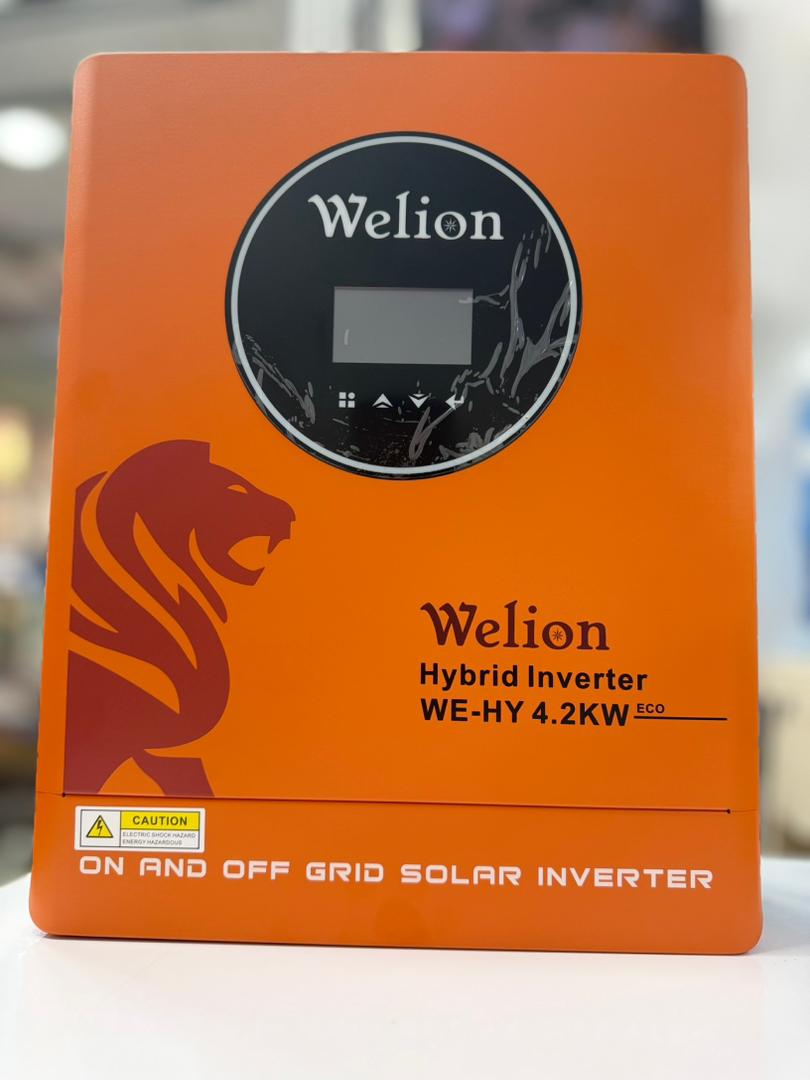 Welion
Welion
Hybrid Inverter
WE-HY 4.2KW ECO
CAUTION
ELECTRIC SHOCK HAZARD
ENERGY HAZARDOUS
ON AND OFF GRID SOLAR INVERTER